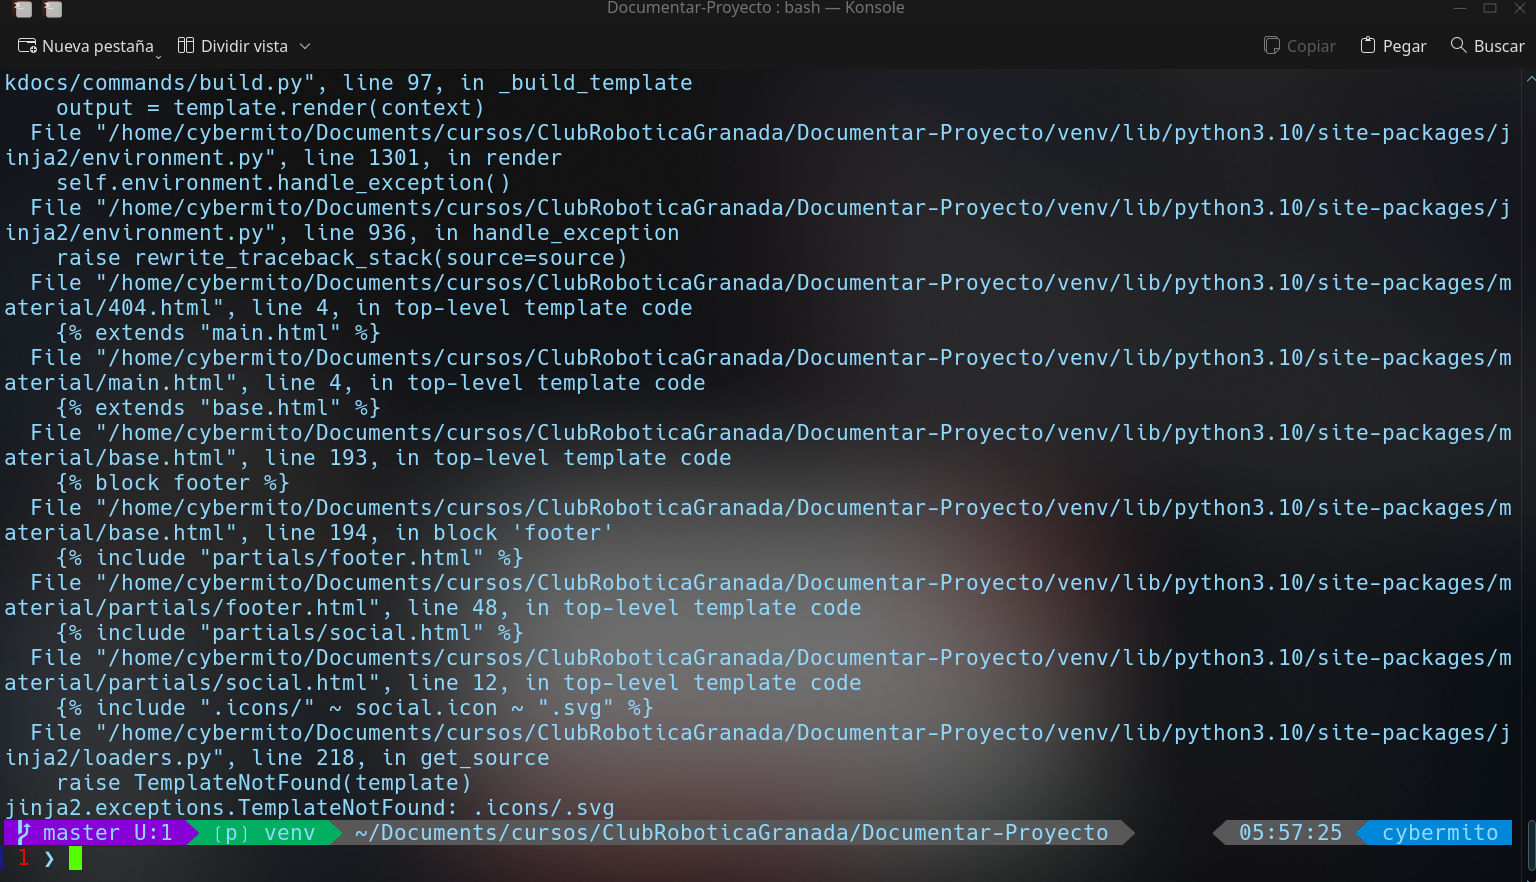 Documentar-Proyecto : bash — Konsole
Nueva pestaña Dividir vista Copiar Pegar Buscar
kdocs/commands/build.py", line 97, in _build_template
    output = template.render(context)
  File "/home/cybermito/Documents/cursos/ClubRoboticaGranada/Documentar-Proyecto/venv/lib/python3.10/site-packages/j
inja2/environment.py", line 1301, in render
    self.environment.handle_exception()
  File "/home/cybermito/Documents/cursos/ClubRoboticaGranada/Documentar-Proyecto/venv/lib/python3.10/site-packages/j
inja2/environment.py", line 936, in handle_exception
    raise rewrite_traceback_stack(source=source)
  File "/home/cybermito/Documents/cursos/ClubRoboticaGranada/Documentar-Proyecto/venv/lib/python3.10/site-packages/m
aterial/404.html", line 4, in top-level template code
    {% extends "main.html" %}
  File "/home/cybermito/Documents/cursos/ClubRoboticaGranada/Documentar-Proyecto/venv/lib/python3.10/site-packages/m
aterial/main.html", line 4, in top-level template code
    {% extends "base.html" %}
  File "/home/cybermito/Documents/cursos/ClubRoboticaGranada/Documentar-Proyecto/venv/lib/python3.10/site-packages/m
aterial/base.html", line 193, in top-level template code
    {% block footer %}
  File "/home/cybermito/Documents/cursos/ClubRoboticaGranada/Documentar-Proyecto/venv/lib/python3.10/site-packages/m
aterial/base.html", line 194, in block 'footer'
    {% include "partials/footer.html" %}
  File "/home/cybermito/Documents/cursos/ClubRoboticaGranada/Documentar-Proyecto/venv/lib/python3.10/site-packages/m
aterial/partials/footer.html", line 48, in top-level template code
    {% include "partials/social.html" %}
  File "/home/cybermito/Documents/cursos/ClubRoboticaGranada/Documentar-Proyecto/venv/lib/python3.10/site-packages/m
aterial/partials/social.html", line 12, in top-level template code
    {% include ".icons/" ~ social.icon ~ ".svg" %}
  File "/home/cybermito/Documents/cursos/ClubRoboticaGranada/Documentar-Proyecto/venv/lib/python3.10/site-packages/j
inja2/loaders.py", line 218, in get_source
    raise TemplateNotFound(template)
jinja2.exceptions.TemplateNotFound: .icons/.svg
master U:1 (p) venv ~/Documents/cursos/ClubRoboticaGranada/Documentar-Proyecto 05:57:25 cybermito
1 ❯